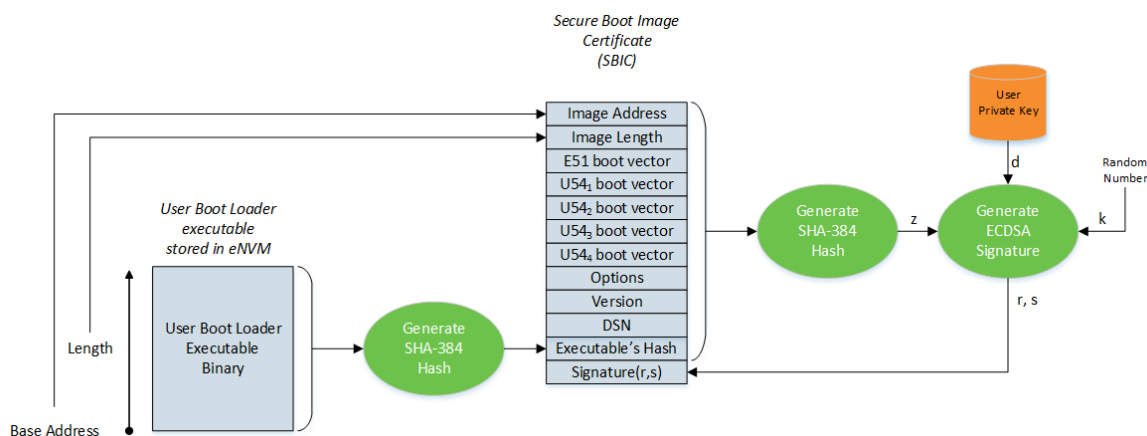 Secure Boot Image
Certificate
(SBIC)
User
Private Key
Image Address
Image Length
E51 boot vector
U54₁ boot vector
U54₂ boot vector
U54₃ boot vector
U54₄ boot vector
Options
Version
DSN
Executable's Hash
Signature(r,s)
d
Random
Number
Generate
SHA-384
Hash
z
Generate
ECDSA
Signature
k
r, s
User Boot Loader
executable
stored in eNVM
User Boot Loader
Executable
Binary
Generate
SHA-384
Hash
Length
Base Address